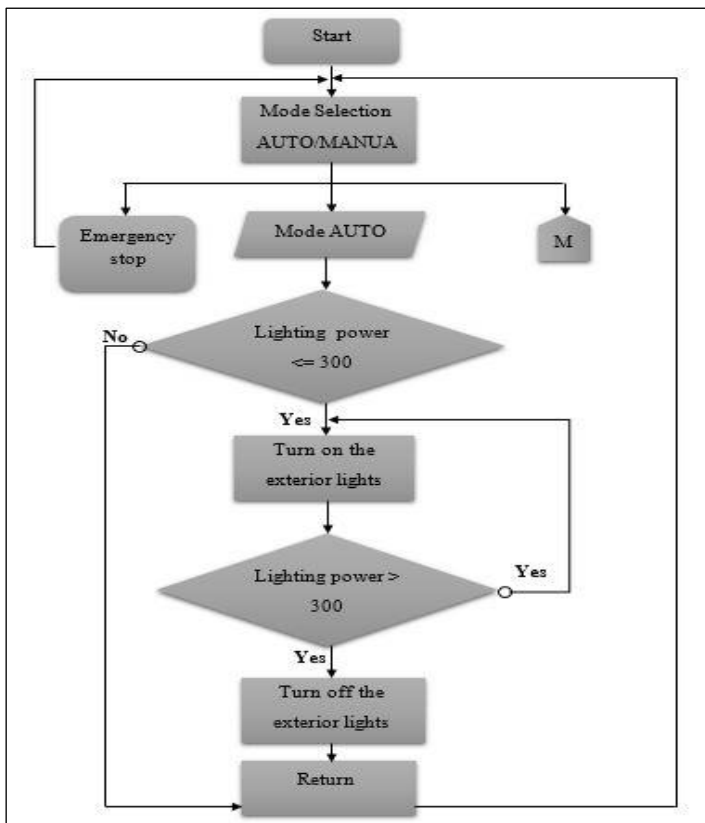 Start
Mode Selection
AUTO/MANUA
Emergency
stop
Mode AUTO
M
No
Lighting power
<= 300
Yes
Turn on the
exterior lights
Lighting power >
300
Yes
Yes
Turn off the
exterior lights
Return